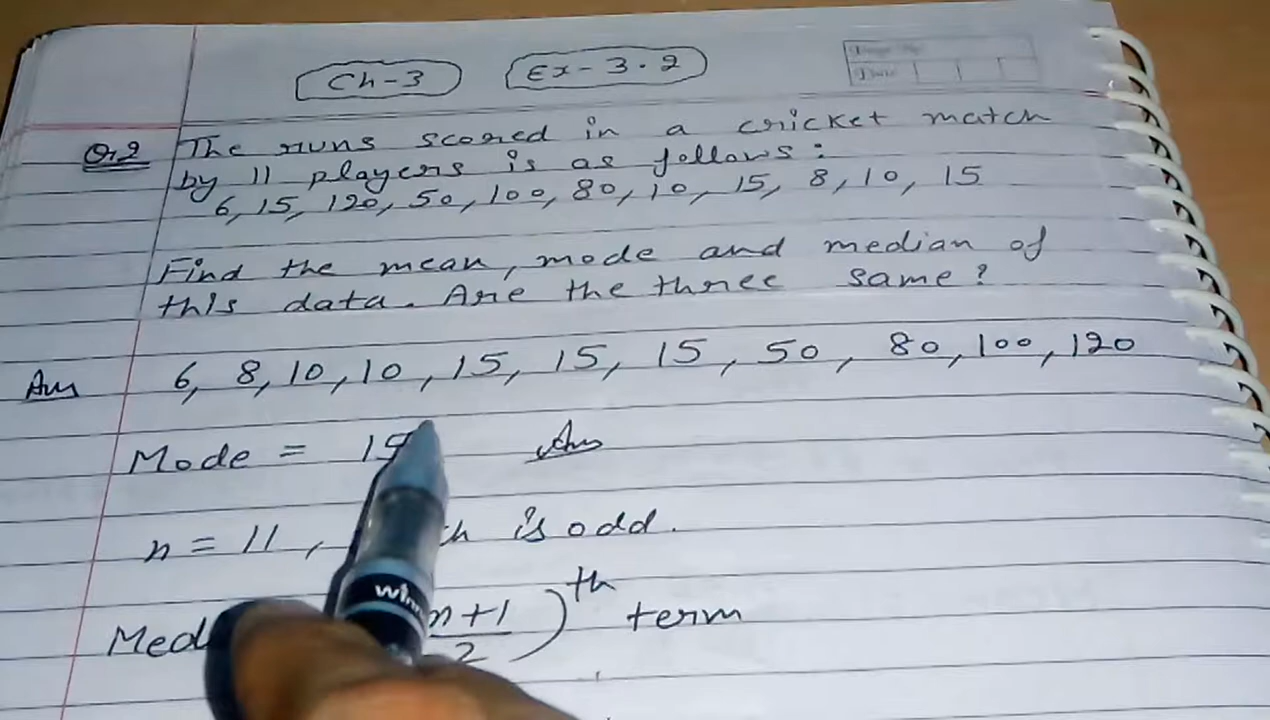 Ch-3 Ex-3.2
Q.2 The runs scored in a cricket match
by 11 players is as follows:
6, 15, 120, 50, 100, 80, 10, 15, 8, 10, 15
Find the mean, mode and median of
this data. Are the three same?
Ans 6, 8, 10, 10, 15, 15, 15, 50, 80, 100, 120
Mode = 15 Ans
n = 11, is odd.
n+1
2
)th term